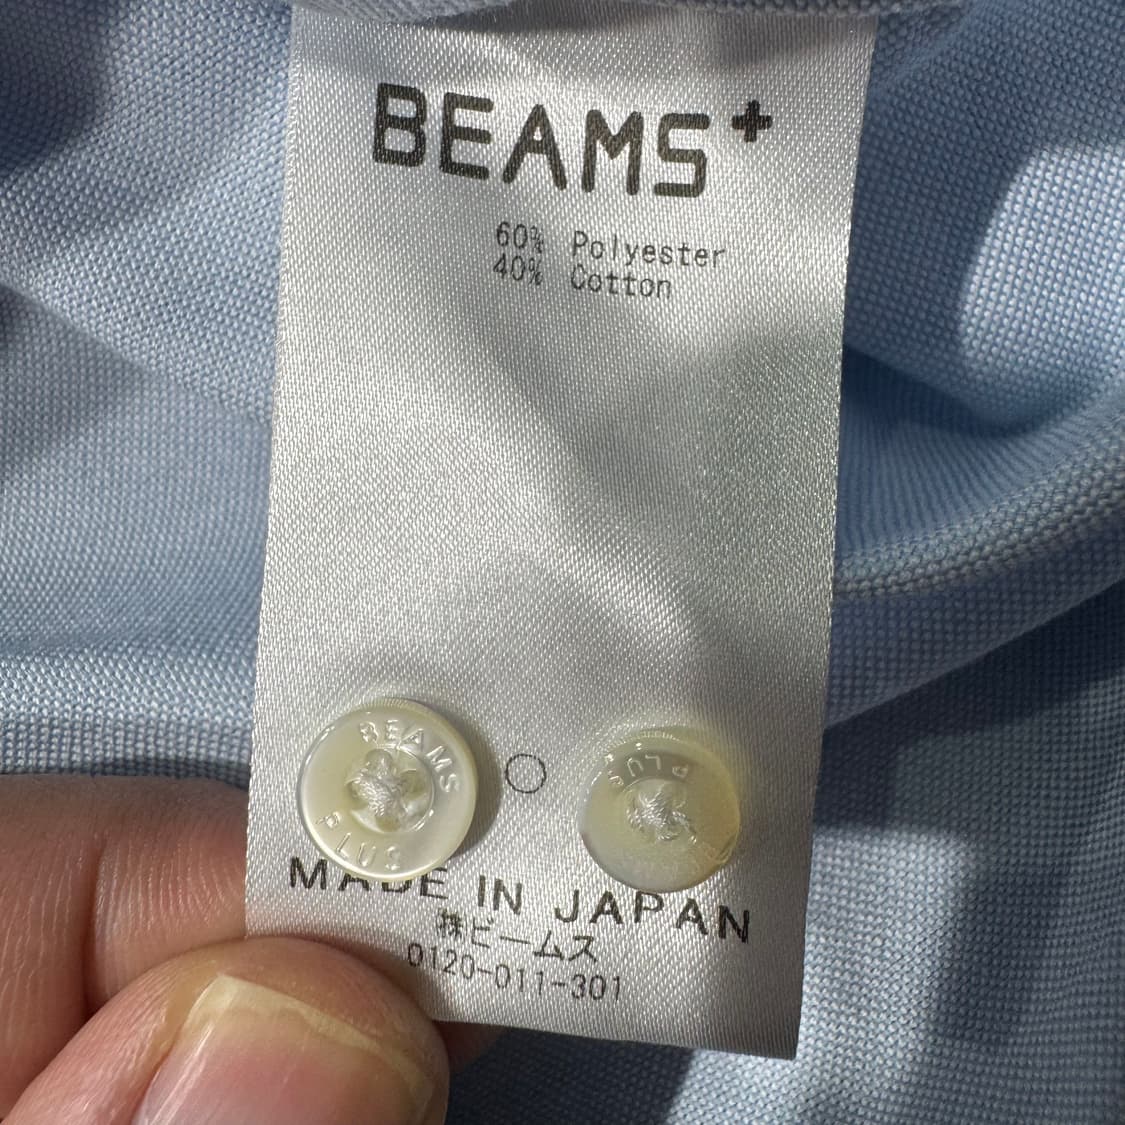 BEAMS+
60% Polyester
40% Cotton
BEAMS
PLUS
PLUS
MADE IN JAPAN
㈱ビームス
0120-011-301